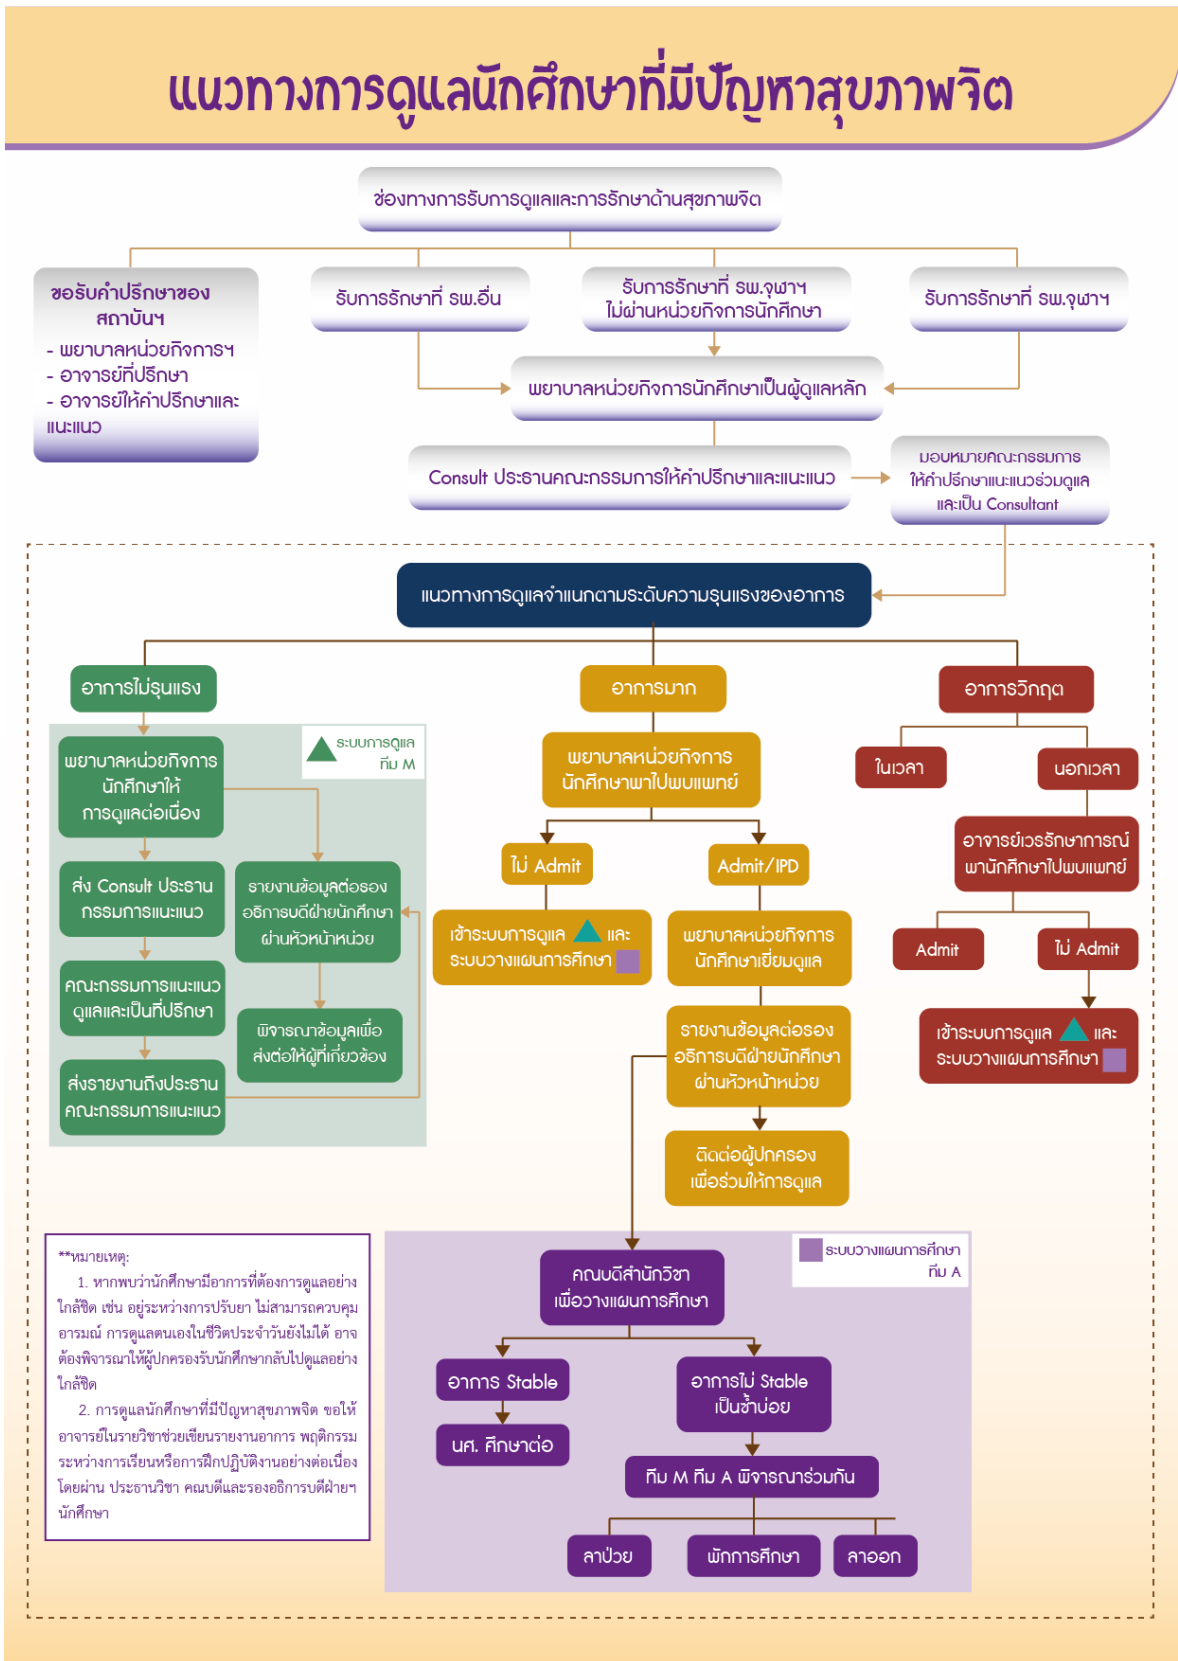 แนวทางการดูแลนักศึกษาที่มีปัญหาสุขภาพจิต
ช่องทางการรับการดูแลและการรักษาด้านสุขภาพจิต
ขอรับคำปรึกษาของ
สถาบันฯ
- พยาบาลหน่วยกิจการฯ
- อาจารย์ที่ปรึกษา
- อาจารย์ให้คำปรึกษาและ
แนะแนว
รับการรักษาที่ รพ.อื่น
รับการรักษาที่ รพ.จุฬาฯ
ไม่ผ่านหน่วยกิจการนักศึกษา
รับการรักษาที่ รพ.จุฬาฯ
พยาบาลหน่วยกิจการนักศึกษาเป็นผู้ดูแลหลัก
Consult ประธานคณะกรรมการให้คำปรึกษาและแนะแนว
มอบหมายคณะกรรมการ
ให้คำปรึกษาแนะแนวร่วมดูแล
และเป็น Consultant
แนวทางการดูแลจำแนกตามระดับความรุนแรงของอาการ
อาการไม่รุนแรง
ระบบการดูแล
ทีม M
พยาบาลหน่วยกิจการ
นักศึกษาให้
การดูแลต่อเนื่อง
ส่ง Consult ประธาน
กรรมการแนะแนว
คณะกรรมการแนะแนว
ดูแลและเป็นที่ปรึกษา
ส่งรายงานถึงประธาน
คณะกรรมการแนะแนว
รายงานข้อมูลต่อรอง
อธิการบดีฝ่ายนักศึกษา
ผ่านหัวหน้าหน่วย
พิจารณาข้อมูลเพื่อ
ส่งต่อให้ผู้ที่เกี่ยวข้อง
อาการมาก
พยาบาลหน่วยกิจการ
นักศึกษาพาไปพบแพทย์
ไม่ Admit
เข้าระบบการดูแล และ
ระบบวางแผนการศึกษา
Admit/IPD
พยาบาลหน่วยกิจการ
นักศึกษาเยี่ยมดูแล
รายงานข้อมูลต่อรอง
อธิการบดีฝ่ายนักศึกษา
ผ่านหัวหน้าหน่วย
ติดต่อผู้ปกครอง
เพื่อร่วมให้การดูแล
อาการวิกฤต
ในเวลา
นอกเวลา
อาจารย์เวรรักษาการณ์
พานักศึกษาไปพบแพทย์
Admit
ไม่ Admit
เข้าระบบการดูแล และ
ระบบวางแผนการศึกษา
**หมายเหตุ:
1. หากพบว่านักศึกษามีอาการที่ต้องการดูแลอย่าง
ใกล้ชิด เช่น อยู่ระหว่างการปรับยา ไม่สามารถควบคุม
อารมณ์ การดูแลตนเองในชีวิตประจำวันยังไม่ได้ อาจ
ต้องพิจารณาให้ผู้ปกครองรับนักศึกษากลับไปดูแลอย่าง
ใกล้ชิด
2. การดูแลนักศึกษาที่มีปัญหาสุขภาพจิต ขอให้
อาจารย์ในรายวิชาช่วยเขียนรายงานอาการ พฤติกรรม
ระหว่างการเรียนหรือการฝึกปฏิบัติงานอย่างต่อเนื่อง
โดยผ่าน ประธานวิชา คณบดีและรองอธิการบดีฝ่ายฯ
นักศึกษา
ระบบวางแผนการศึกษา
ทีม A
คณบดีสำนักวิชา
เพื่อวางแผนการศึกษา
อาการ Stable
นศ. ศึกษาต่อ
อาการไม่ Stable
เป็นซ้ำบ่อย
ทีม M ทีม A พิจารณาร่วมกัน
ลาป่วย
พักการศึกษา
ลาออก